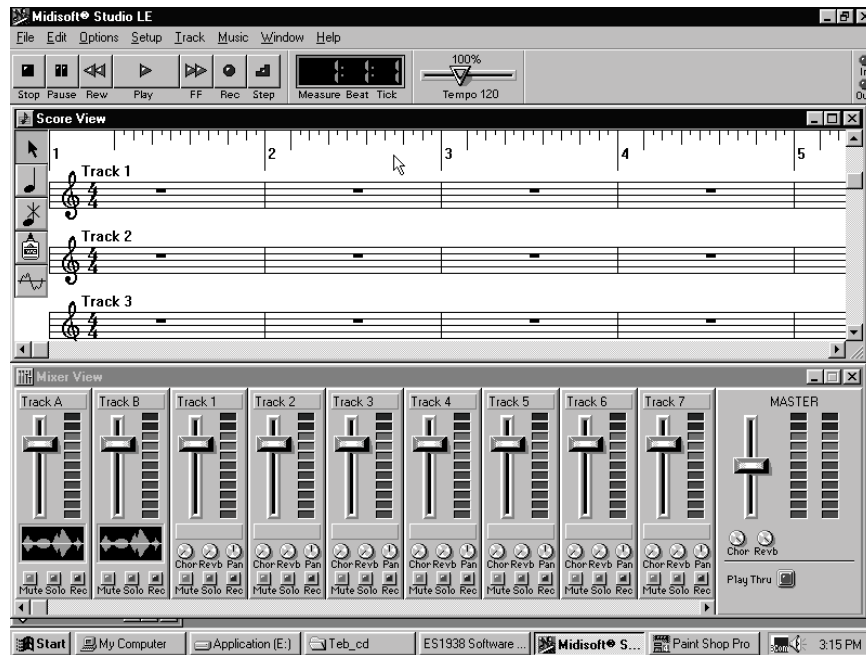 Midisoft® Studio LE
File Edit Options Setup Track Music Window Help
100%
Stop Pause Rew Play FF Rec Step Measure Beat Tick Tempo 120
Score View
1 2 3 4 5
Track 1
4
4
Track 2
4
4
Track 3
4
4
Mixer View
Track A Track B Track 1 Track 2 Track 3 Track 4 Track 5 Track 6 Track 7 MASTER
Chor Revb Pan Chor Revb Pan Chor Revb Pan Chor Revb Pan Chor Revb Pan Chor Revb Pan Chor Revb Pan
Chor Revb
Mute Solo Rec Mute Solo Rec Mute Solo Rec Mute Solo Rec Mute Solo Rec Mute Solo Rec Mute Solo Rec Mute Solo Rec Mute Solo Rec
Play Thru
Start My Computer Application (E:) Teb_cd ES1938 Software ... Midisoft® S... Paint Shop Pro 3:15 PM